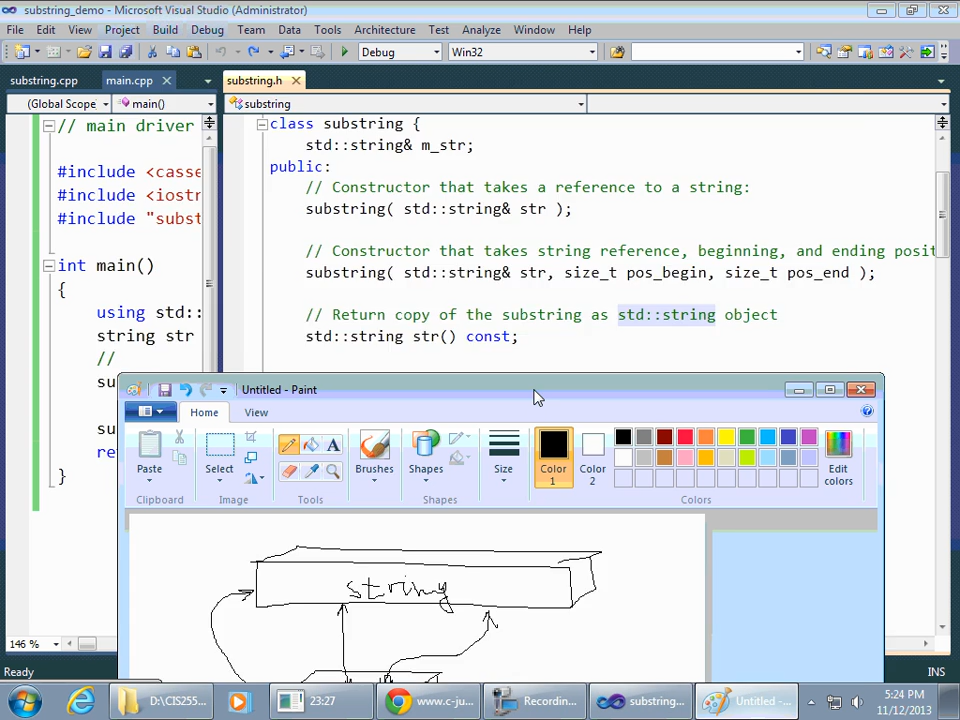 substring_demo - Microsoft Visual Studio (Administrator)
File Edit View Project Build Debug Team Data Tools Architecture Test Analyze Window Help
Debug Win32
substring.cpp main.cpp substring.h
(Global Scope main() substring
// main driver
#include <casse
#include <iostr
#include "subst
int main()
{
using std::
string str
//
su
su
re
}
class substring {
std::string& m_str;
public:
// Constructor that takes a reference to a string:
substring( std::string& str );
// Constructor that takes string reference, beginning, and ending posit
substring( std::string& str, size_t pos_begin, size_t pos_end );
// Return copy of the substring as std::string object
std::string str() const;
Untitled - Paint
Home View
Paste Select Brushes Shapes Size Color 1 Color 2 Edit colors
Clipboard Image Tools Shapes Colors
string
146 %
Ready INS
D:\CIS255... 23:27 www.c-ju... Recordin... substring... Untitled -...
5:24 PM
11/12/2013